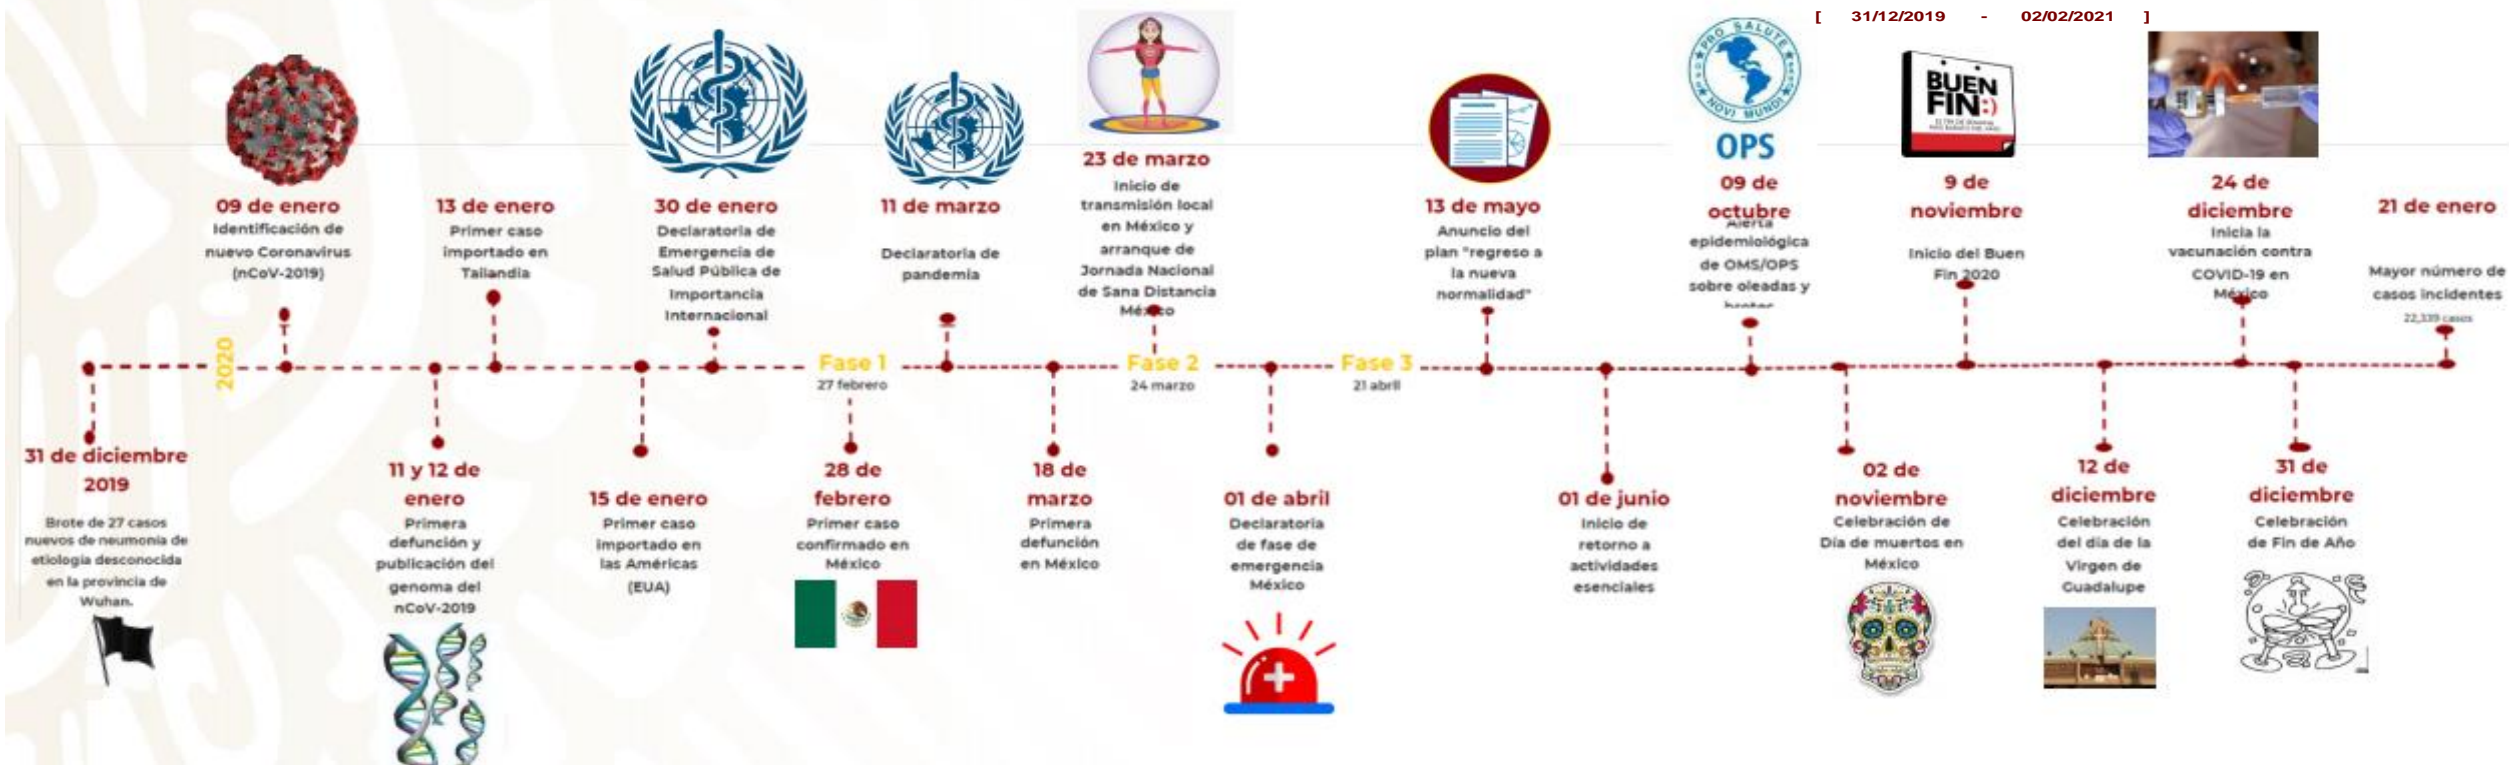 [ 31/12/2019 - 02/02/2021 ]
31 de diciembre
2019
Brote de 27 casos
nuevos de neumonía de
etiología desconocida
en la provincia de
Wuhan.
2020
09 de enero
Identificación de
nuevo Coronavirus
(nCoV-2019)
11 y 12 de
enero
Primera
defunción y
publicación del
genoma del
nCoV-2019
13 de enero
Primer caso
importado en
Tailandia
15 de enero
Primer caso
importado en
las Américas
(EUA)
30 de enero
Declaratoria de
Emergencia de
Salud Pública de
Importancia
Internacional
Fase 1
27 febrero
28 de
febrero
Primer caso
confirmado en
México
11 de marzo
Declaratoria de
pandemia
18 de
marzo
Primera
defunción
en México
23 de marzo
Inicio de
transmisión local
en México y
arranque de
Jornada Nacional
de Sana Distancia
México
Fase 2
24 marzo
01 de abril
Declaratoria
de fase de
emergencia
México
Fase 3
21 abril
13 de mayo
Anuncio del
plan "regreso a
la nueva
normalidad"
01 de junio
Inicio de
retorno a
actividades
esenciales
PRO SALUTE
NOVI MUNDI
OPS
09 de
octubre
Alerta
epidemiológica
de OMS/OPS
sobre oleadas y
brotes
02 de
noviembre
Celebración de
Día de muertos en
México
BUEN
FIN:)
9 de
noviembre
Inicio del Buen
Fin 2020
12 de
diciembre
Celebración
del día de la
Virgen de
Guadalupe
24 de
diciembre
Inicia la
vacunación contra
COVID-19 en
México
31 de
diciembre
Celebración
de Fin de Año
21 de enero
Mayor número de
casos incidentes
22,339 casos